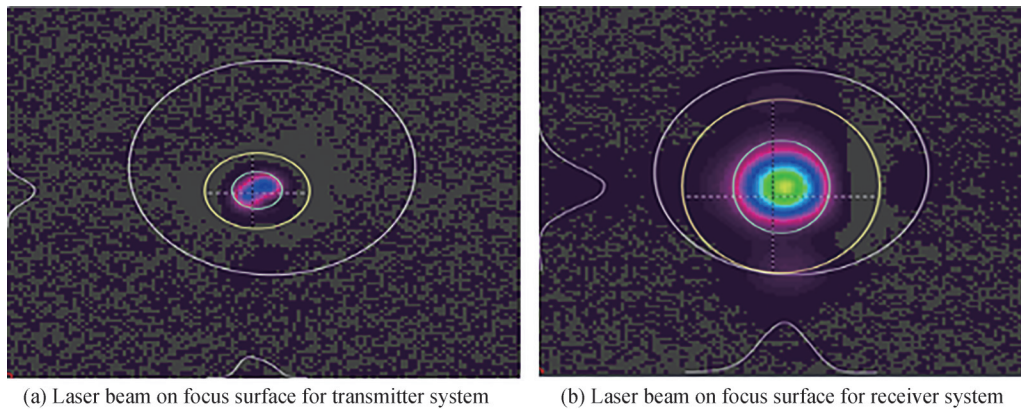 (a) Laser beam on focus surface for transmitter system
(b) Laser beam on focus surface for receiver system